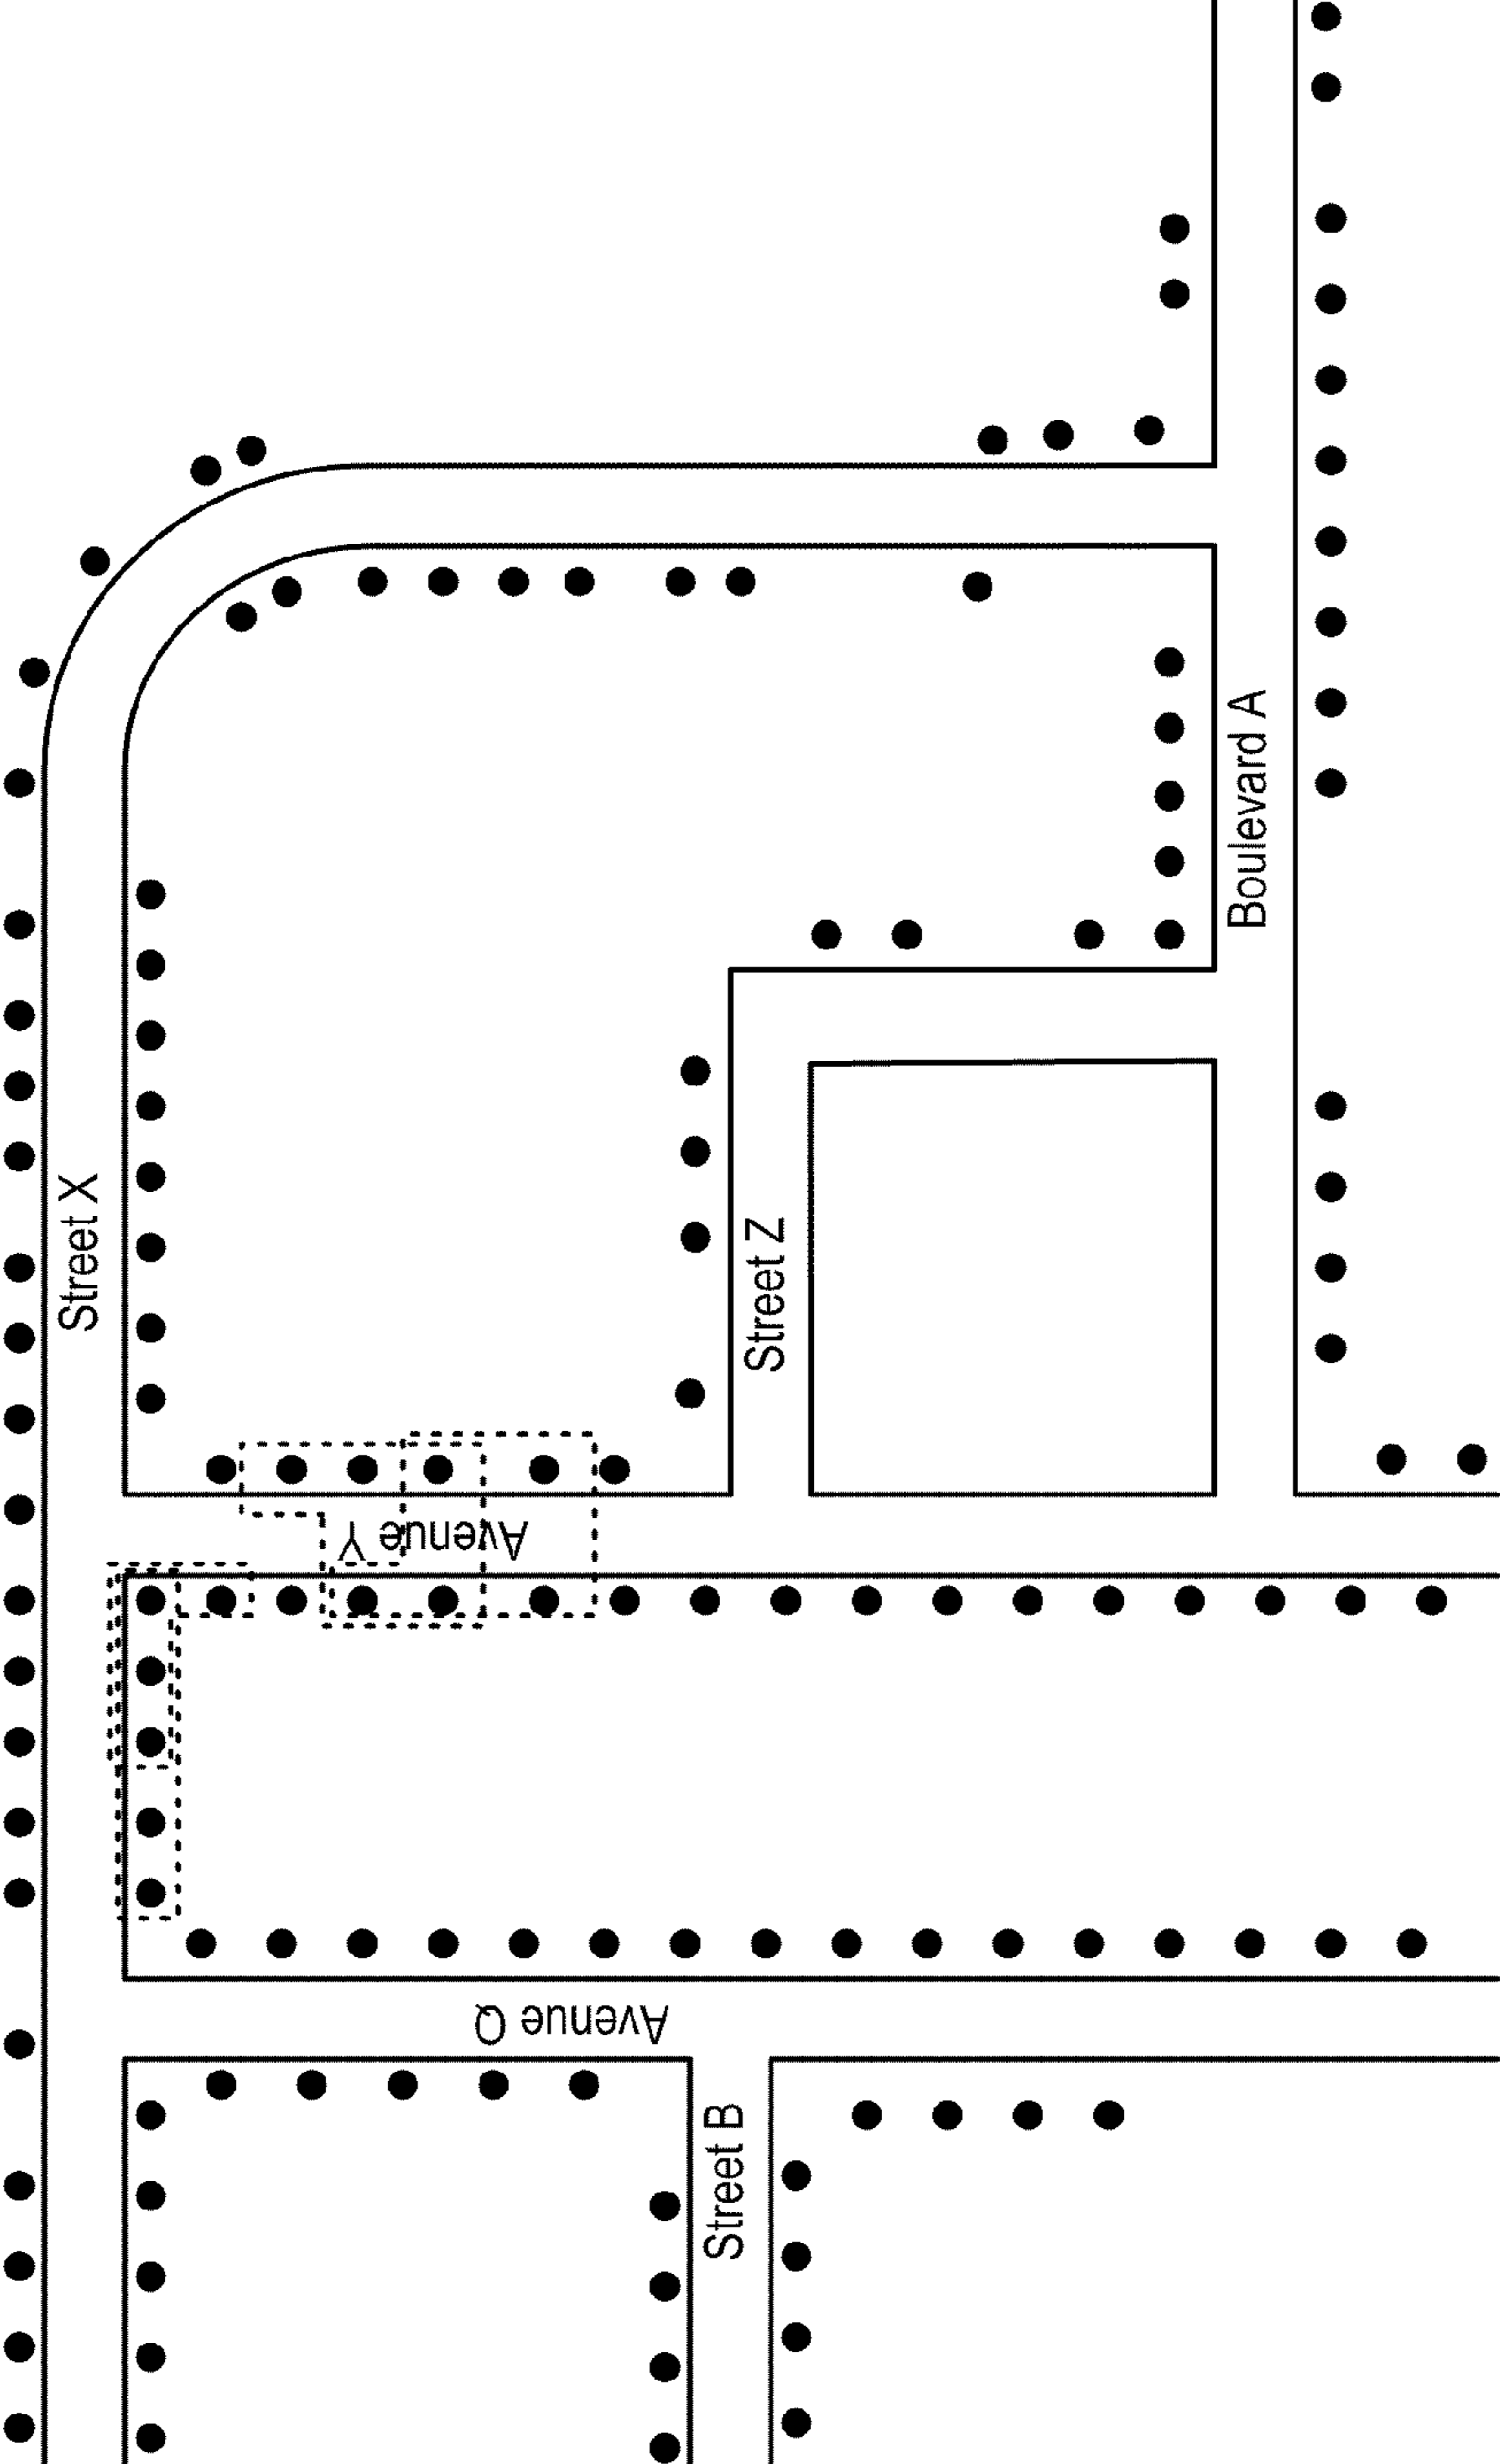 Boulevard A
Street X
Street Z
Avenue Y
Avenue Q
Street B